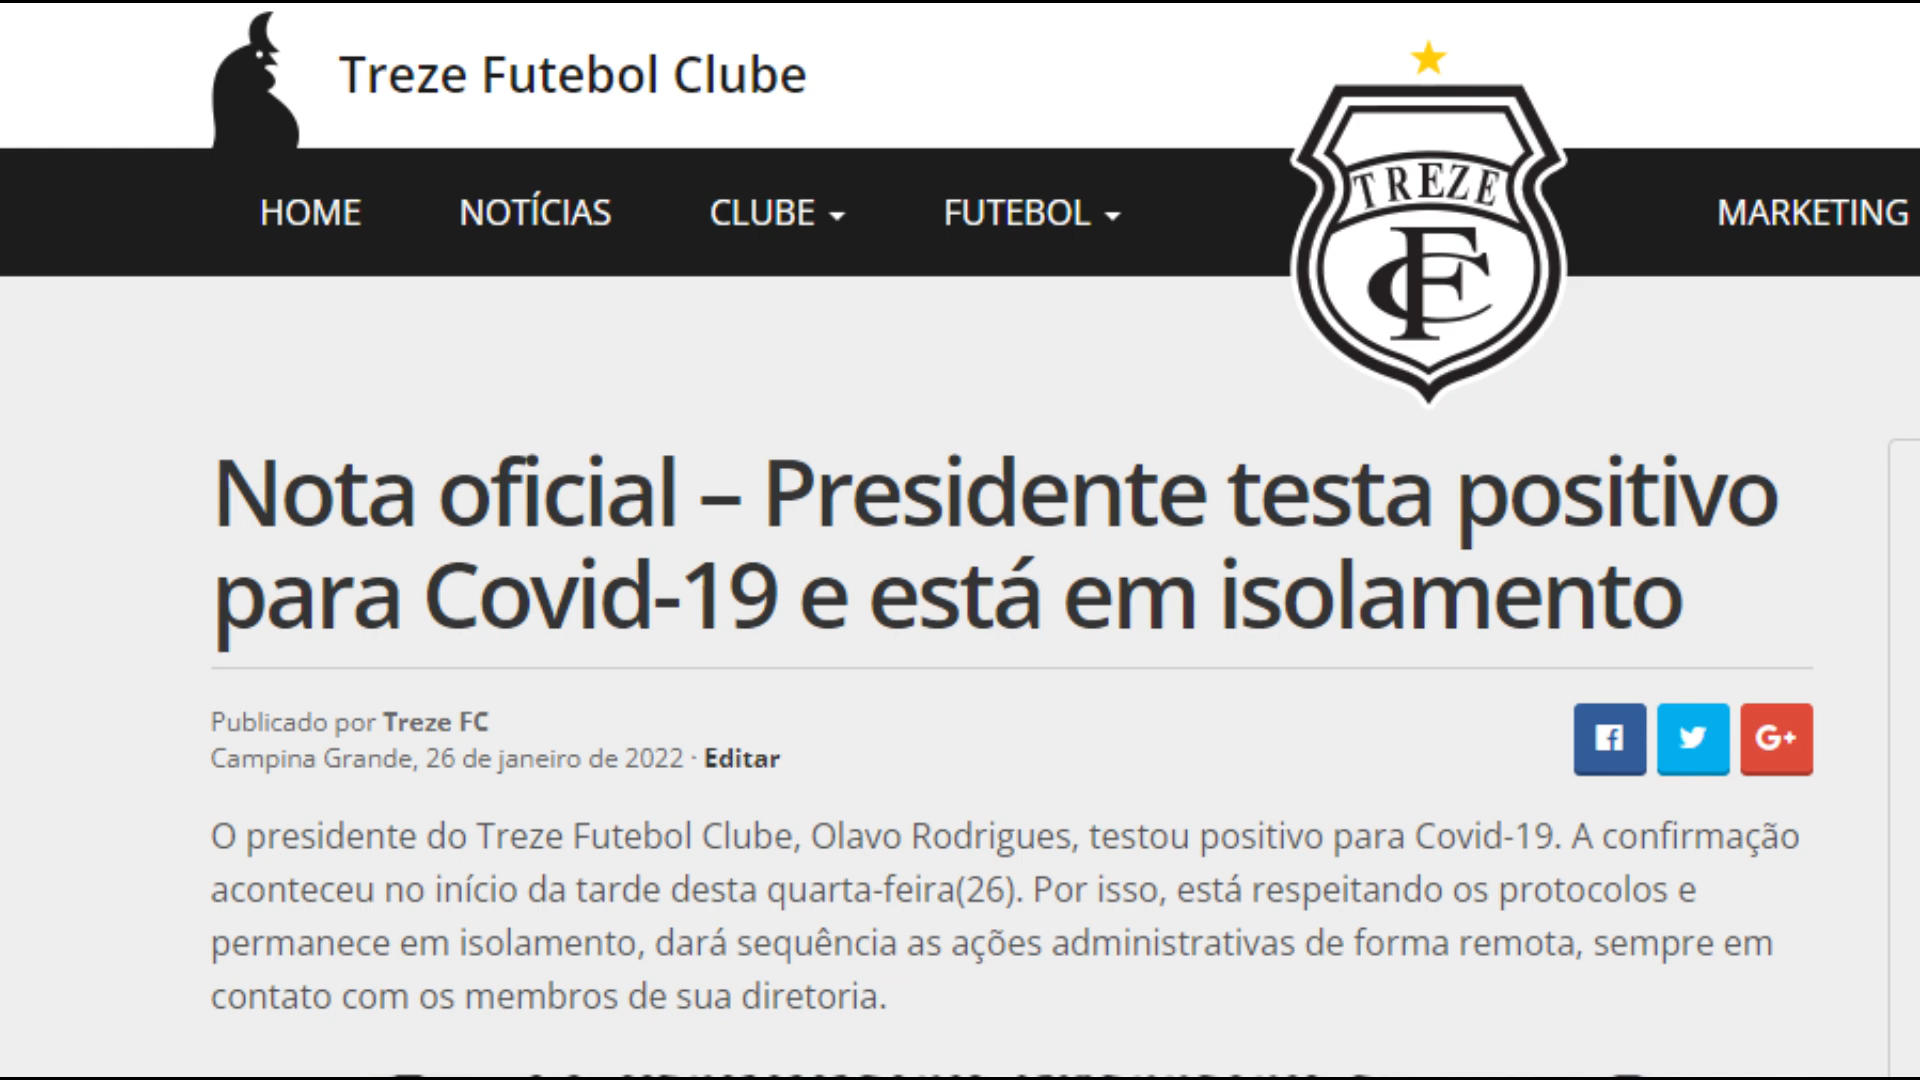 Treze Futebol Clube
HOME NOTÍCIAS CLUBE FUTEBOL MARKETING
TREZE
FC
Nota oficial – Presidente testa positivo
para Covid-19 e está em isolamento
Publicado por Treze FC
Campina Grande, 26 de janeiro de 2022 · Editar
G+
O presidente do Treze Futebol Clube, Olavo Rodrigues, testou positivo para Covid-19. A confirmação
aconteceu no início da tarde desta quarta-feira(26). Por isso, está respeitando os protocolos e
permanece em isolamento, dará sequência as ações administrativas de forma remota, sempre em
contato com os membros de sua diretoria.